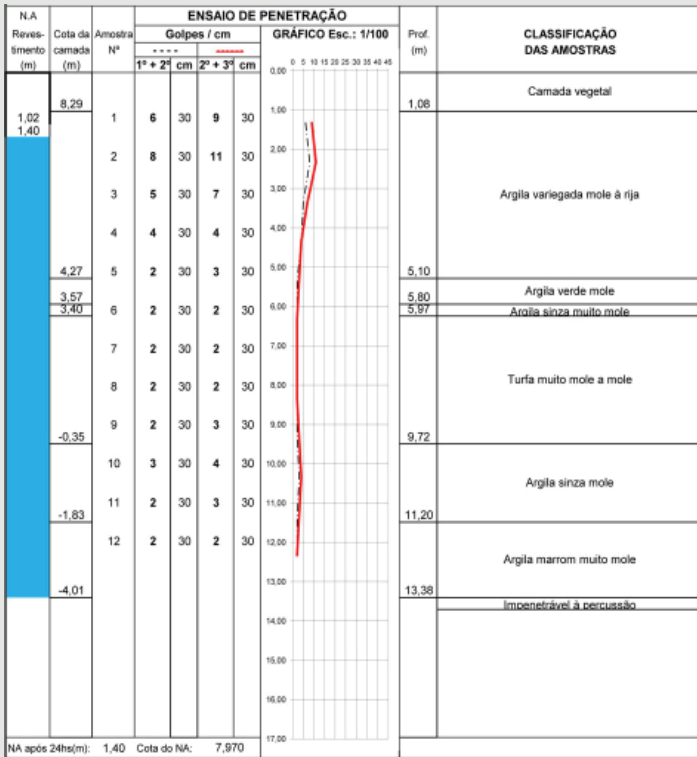 N.A
Reves-
timento
(m)
Cota da
camada
(m)
Amostra
Nº
ENSAIO DE PENETRAÇÃO
Golpes / cm
GRÁFICO Esc.: 1/100
1º + 2º cm 2º + 3º cm
0 5 10 15 20 25 30 35 40 45
Prof.
(m)
CLASSIFICAÇÃO
DAS AMOSTRAS
0,00
Camada vegetal
8,29 1,00 1,08
1,02 1 6 30 9 30
1,40
2,00
2 8 30 11 30
3,00
3 5 30 7 30 Argila variegada mole à rija
4,00
4 4 30 4 30
5,00
4,27 5 2 30 3 30 5,10
Argila verde mole
3,57 5,80
6,00
3,40 6 2 30 2 30 5,97 Argila sinza muito mole
7,00
7 2 30 2 30
Turfa muito mole a mole
8,00
8 2 30 2 30
9,00
9 2 30 3 30
-0,35 9,72
10,00
10 3 30 4 30
Argila sinza mole
11,00
11 2 30 3 30
-1,83 11,20
12,00
12 2 30 2 30
Argila marrom muito mole
13,00
-4,01 13,38
Impenetrável à percussão
14,00
15,00
16,00
17,00
NA após 24hs(m): 1,40 Cota do NA: 7,970